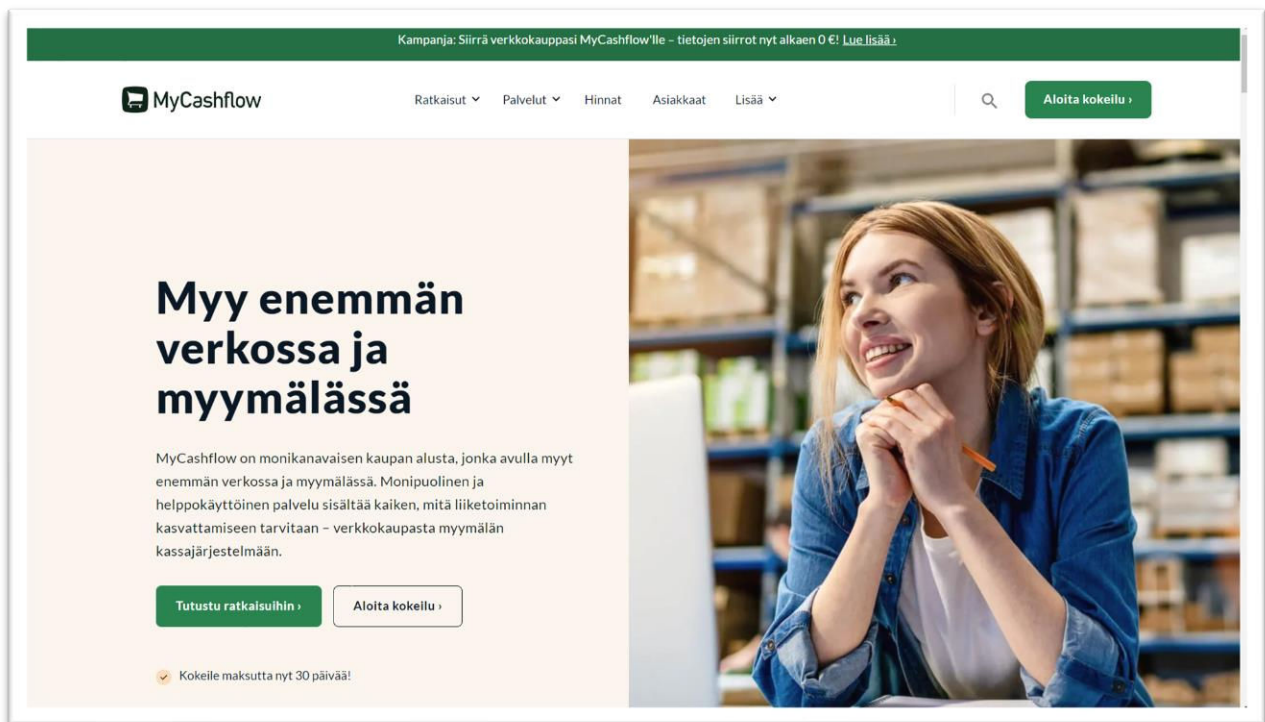 Kampanja: Siirrä verkkokauppasi MyCashflow'lle – tietojen siirrot nyt alkaen 0 €! Lue lisää ›
MyCashflow
Ratkaisut Palvelut Hinnat Asiakkaat Lisää
Aloita kokeilu ›
Myy enemmän
verkossa ja
myymälässä
MyCashflow on monikanavaisen kaupan alusta, jonka avulla myyt
enemmän verkossa ja myymälässä. Monipuolinen ja
helppokäyttöinen palvelu sisältää kaiken, mitä liiketoiminnan
kasvattamiseen tarvitaan – verkkokaupasta myymälän
kassajärjestelmään.
Tutustu ratkaisuihin › Aloita kokeilu ›
Kokeile maksutta nyt 30 päivää!